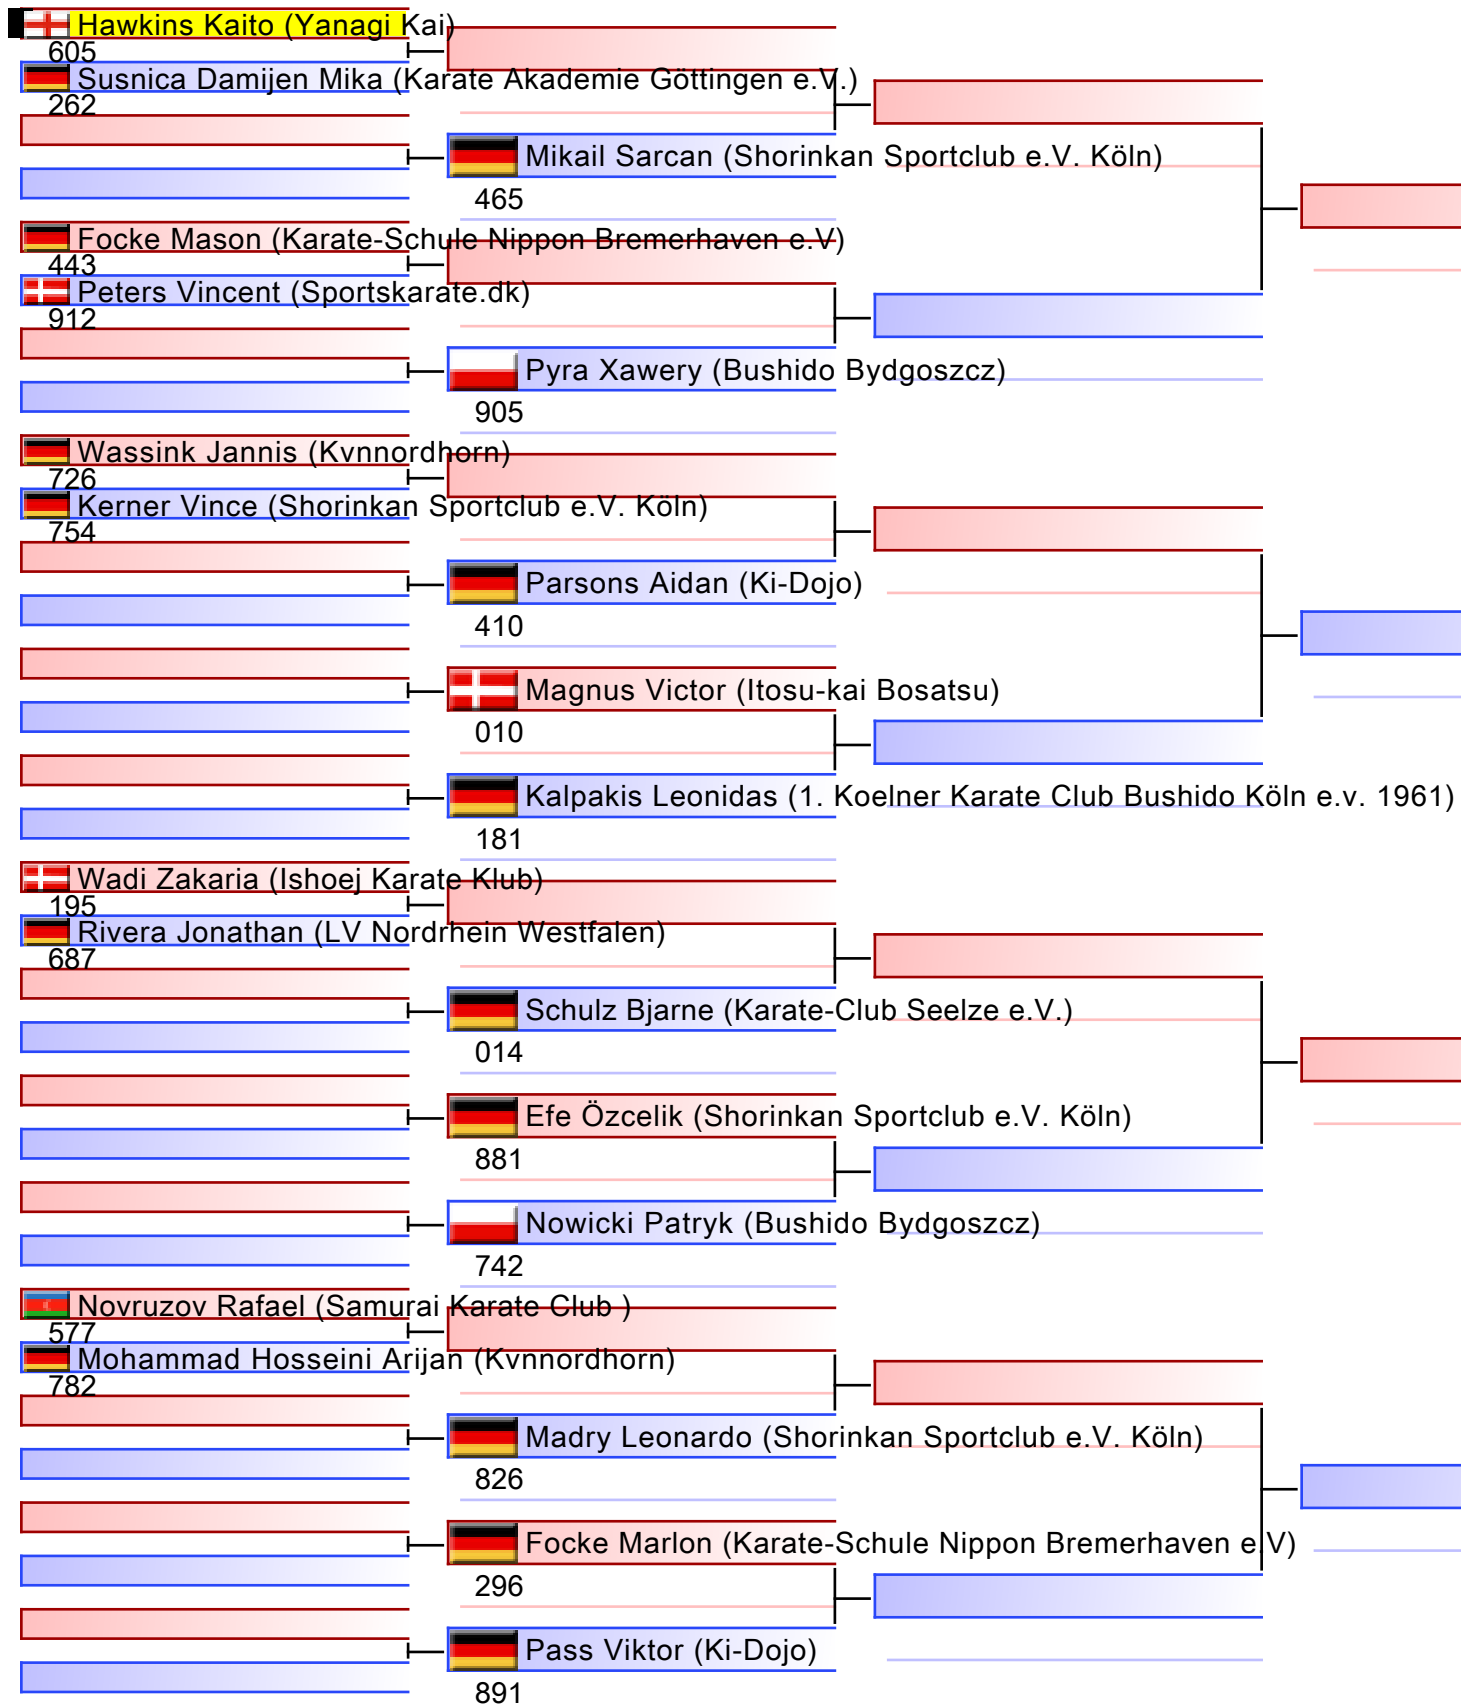 Hawkins Kaito (Yanagi Kai)
605
Susnica Damijen Mika (Karate Akademie Göttingen e.V.)
262
Mikail Sarcan (Shorinkan Sportclub e.V. Köln)
465
Focke Mason (Karate-Schule Nippon Bremerhaven e.V)
443
Peters Vincent (Sportskarate.dk)
912
Pyra Xawery (Bushido Bydgoszcz)
905
Wassink Jannis (Kvnnordhorn)
726
Kerner Vince (Shorinkan Sportclub e.V. Köln)
754
Parsons Aidan (Ki-Dojo)
410
Magnus Victor (Itosu-kai Bosatsu)
010
Kalpakis Leonidas (1. Koelner Karate Club Bushido Köln e.v. 1961)
181
Wadi Zakaria (Ishoej Karate Klub)
195
Rivera Jonathan (LV Nordrhein Westfalen)
687
Schulz Bjarne (Karate-Club Seelze e.V.)
014
Efe Özcelik (Shorinkan Sportclub e.V. Köln)
881
Nowicki Patryk (Bushido Bydgoszcz)
742
Novruzov Rafael (Samurai Karate Club )
577
Mohammad Hosseini Arijan (Kvnnordhorn)
782
Madry Leonardo (Shorinkan Sportclub e.V. Köln)
826
Focke Marlon (Karate-Schule Nippon Bremerhaven e.V)
296
Pass Viktor (Ki-Dojo)
891